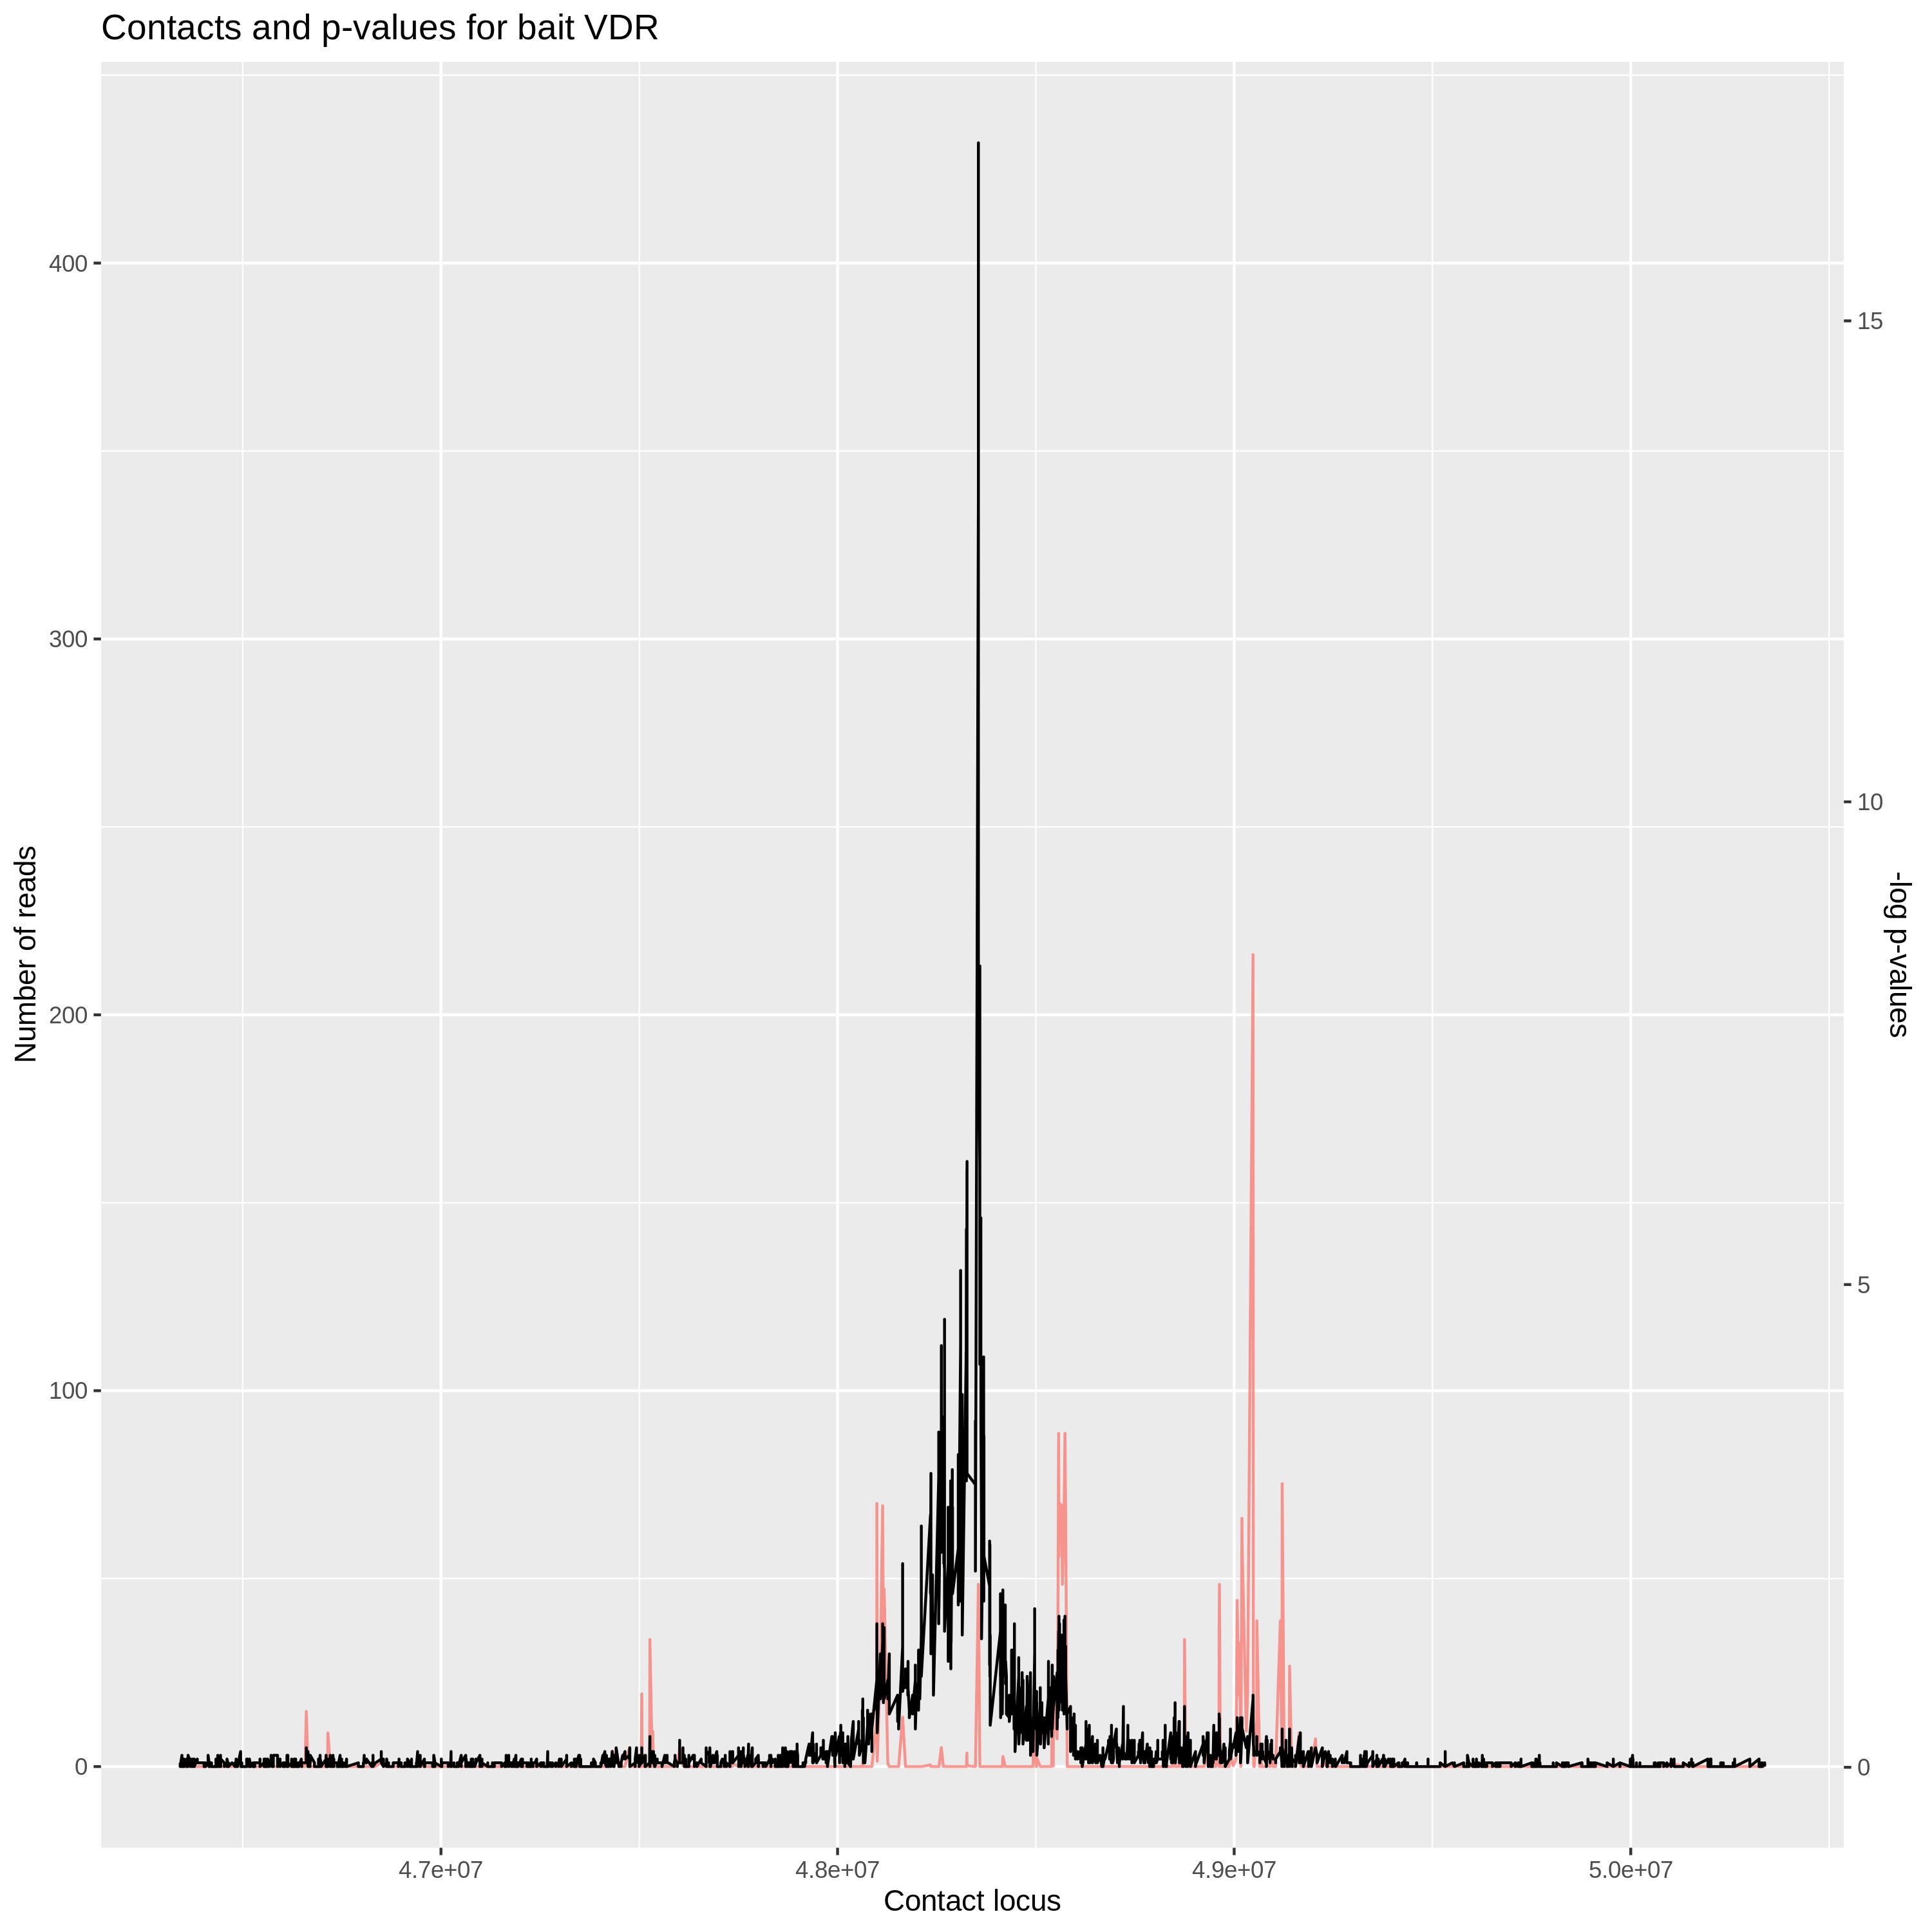 Contacts and p-values for bait VDR
400
300
200
100
0
Number of reads
15
10
5
0
-log p-values
4.7e+07
4.8e+07
4.9e+07
5.0e+07
Contact locus